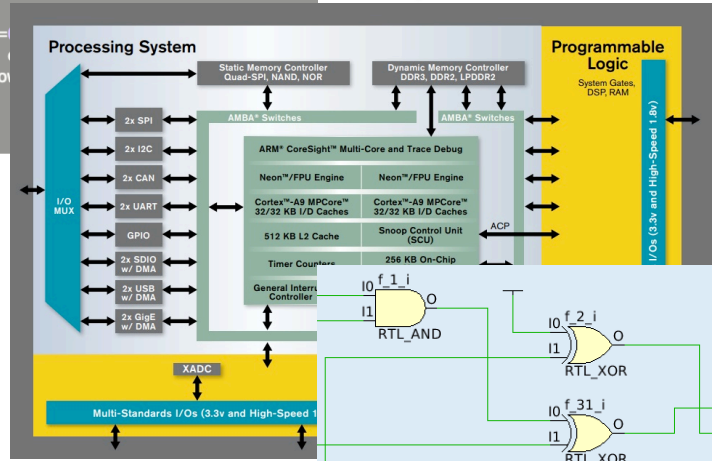 Processing System
Static Memory Controller
Quad-SPI, NAND, NOR
Dynamic Memory Controller
DDR3, DDR2, LPDDR2
Programmable
Logic
System Gates,
DSP, RAM
I/O
MUX
2x SPI
2x I2C
2x CAN
2x UART
GPIO
2x SDIO
w/ DMA
2x USB
w/ DMA
2x GigE
w/ DMA
AMBA® Switches
AMBA® Switches
ARM® CoreSight™ Multi-Core and Trace Debug
Neon™/FPU Engine
Neon™/FPU Engine
Cortex™-A9 MPCore™
32/32 KB I/D Caches
Cortex™-A9 MPCore™
32/32 KB I/D Caches
512 KB L2 Cache
Snoop Control Unit
(SCU)
ACP
Timer Counters
256 KB On-Chip
General
Controller
I/Os (3.3v and High-Speed 1.8v)
XADC
Multi-Standards I/Os (3.3v and High-Speed
f_1_i
I0
I1
O
RTL_AND
f_2_i
I0
I1
O
RTL_XOR
f_31_i
I0
I1
O
RTL_XOR